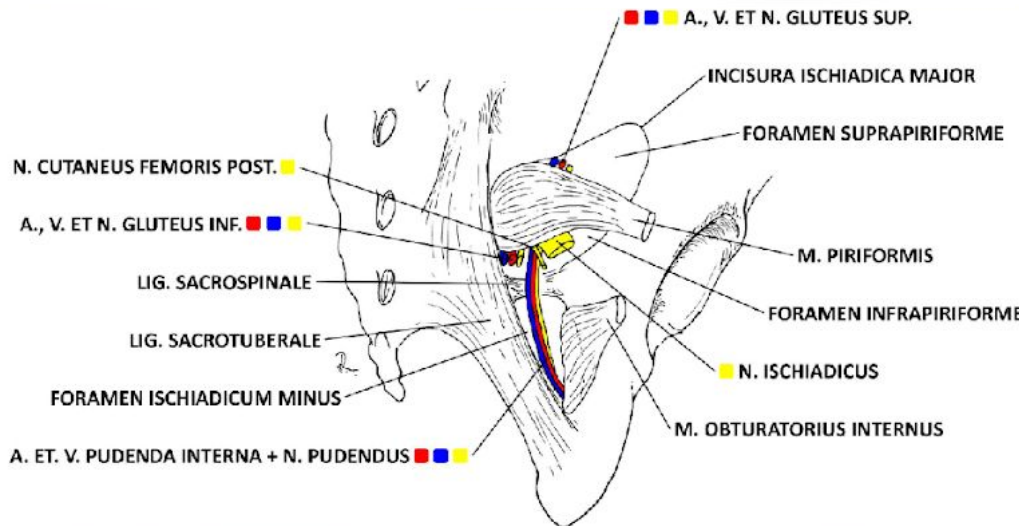 A., V. ET N. GLUTEUS SUP.
INCISURA ISCHIADICA MAJOR
FORAMEN SUPRAPIRIFORME
N. CUTANEUS FEMORIS POST.
A., V. ET N. GLUTEUS INF.
M. PIRIFORMIS
LIG. SACROSPINALE
FORAMEN INFRAPIRIFORME
LIG. SACROTUBERALE
N. ISCHIADICUS
FORAMEN ISCHIADICUM MINUS
M. OBTURATORIUS INTERNUS
A. ET. V. PUDENDA INTERNA + N. PUDENDUS